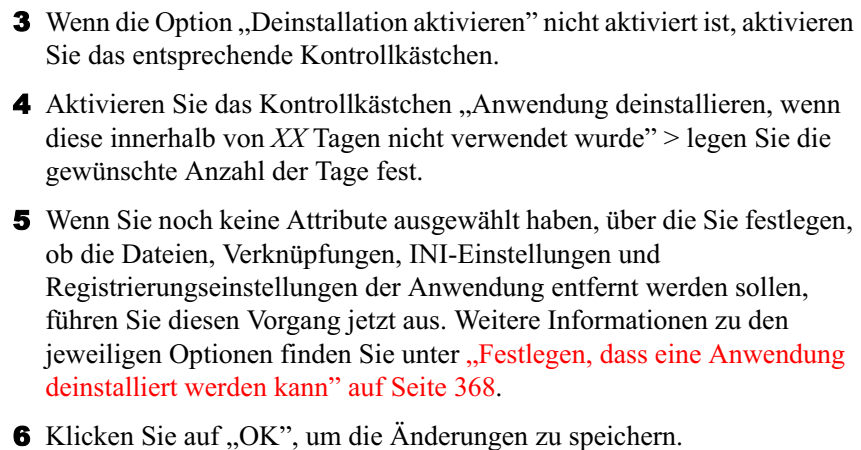 3 Wenn die Option „Deinstallation aktivieren” nicht aktiviert ist, aktivieren
Sie das entsprechende Kontrollkästchen.
4 Aktivieren Sie das Kontrollkästchen „Anwendung deinstallieren, wenn
diese innerhalb von XX Tagen nicht verwendet wurde” > legen Sie die
gewünschte Anzahl der Tage fest.
5 Wenn Sie noch keine Attribute ausgewählt haben, über die Sie festlegen,
ob die Dateien, Verknüpfungen, INI-Einstellungen und
Registrierungseinstellungen der Anwendung entfernt werden sollen,
führen Sie diesen Vorgang jetzt aus. Weitere Informationen zu den
jeweiligen Optionen finden Sie unter „Festlegen, dass eine Anwendung
deinstalliert werden kann” auf Seite 368.
6 Klicken Sie auf „OK”, um die Änderungen zu speichern.